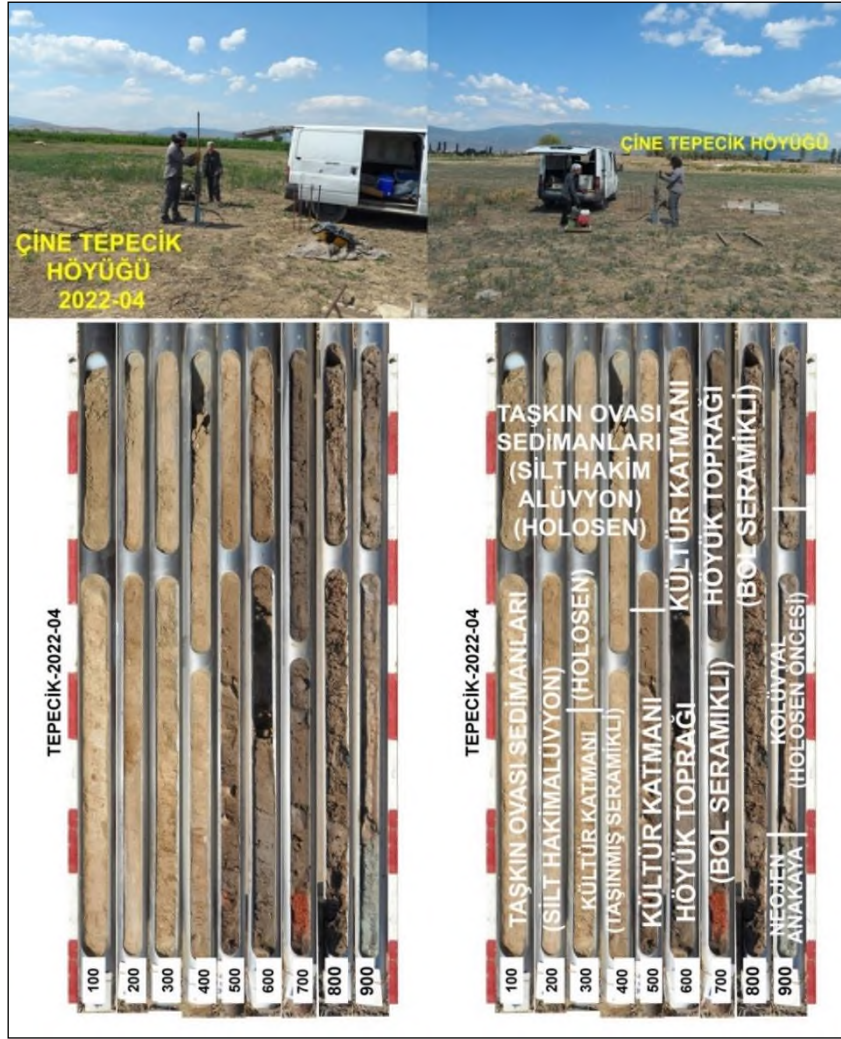 ÇİNE TEPECİK
HÖYÜĞÜ
2022-04
ÇİNE TEPECİK HÖYÜĞÜ
TEPECİK-2022-04
100
200
300
400
500
600
700
800
900
TEPECİK-2022-04
TAŞKIN OVASI
SEDİMANLARI
(SİLT HAKİM
ALÜVYON)
(HOLOSEN)
KÜLTÜR KATMANI
HÖYÜK TOPRAĞI
(BOL SERAMİKLİ)
TAŞKIN OVASI SEDİMANLARI
(SİLT HAKİMALÜVYON)
KÜLTÜR KATMANI
(TAŞINMIŞ SERAMİKLİ)
(HOLOSEN)
KÜLTÜR KATMANI
HÖYÜK TOPRAĞI
(BOL SERAMİKLİ)
KOLÜVYAL
(HOLOSEN ÖNCESİ)
NEOJEN
ANAKAYA
100
200
300
400
500
600
700
800
900